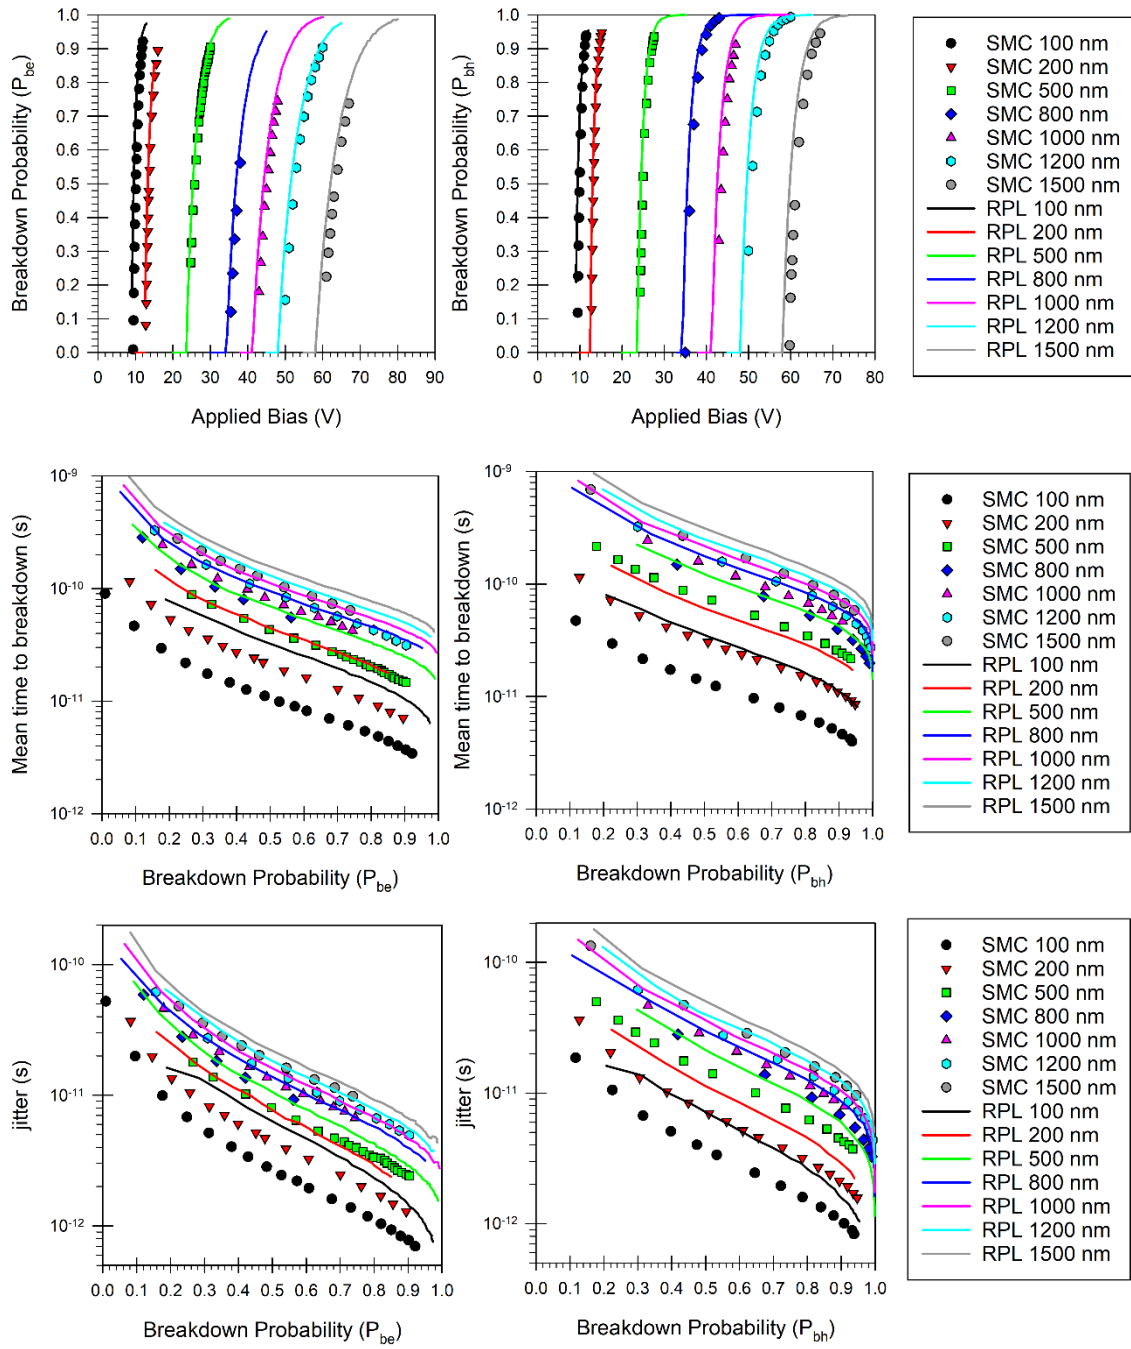 Breakdown Probability (Pbe)
1.0
0.9
0.8
0.7
0.6
0.5
0.4
0.3
0.2
0.1
0.0
0 10 20 30 40 50 60 70 80 90
Applied Bias (V)
Breakdown Probability (Pbh)
1.0
0.9
0.8
0.7
0.6
0.5
0.4
0.3
0.2
0.1
0.0
0 10 20 30 40 50 60 70 80
Applied Bias (V)
SMC 100 nm
SMC 200 nm
SMC 500 nm
SMC 800 nm
SMC 1000 nm
SMC 1200 nm
SMC 1500 nm
RPL 100 nm
RPL 200 nm
RPL 500 nm
RPL 800 nm
RPL 1000 nm
RPL 1200 nm
RPL 1500 nm
Mean time to breakdown (s)
10-9
10-10
10-11
10-12
0.0 0.1 0.2 0.3 0.4 0.5 0.6 0.7 0.8 0.9 1.0
Breakdown Probability (Pbe)
Mean time to breakdown (s)
10-9
10-10
10-11
10-12
0.0 0.1 0.2 0.3 0.4 0.5 0.6 0.7 0.8 0.9 1.0
Breakdown Probability (Pbh)
SMC 100 nm
SMC 200 nm
SMC 500 nm
SMC 800 nm
SMC 1000 nm
SMC 1200 nm
SMC 1500 nm
RPL 100 nm
RPL 200 nm
RPL 500 nm
RPL 800 nm
RPL 1000 nm
RPL 1200 nm
RPL 1500 nm
jitter (s)
10-10
10-11
10-12
0.0 0.1 0.2 0.3 0.4 0.5 0.6 0.7 0.8 0.9 1.0
Breakdown Probability (Pbe)
jitter (s)
10-10
10-11
10-12
0.0 0.1 0.2 0.3 0.4 0.5 0.6 0.7 0.8 0.9 1.0
Breakdown Probability (Pbh)
SMC 100 nm
SMC 200 nm
SMC 500 nm
SMC 800 nm
SMC 1000 nm
SMC 1200 nm
SMC 1500 nm
RPL 100 nm
RPL 200 nm
RPL 500 nm
RPL 800 nm
RPL 1000 nm
RPL 1200 nm
RPL 1500 nm